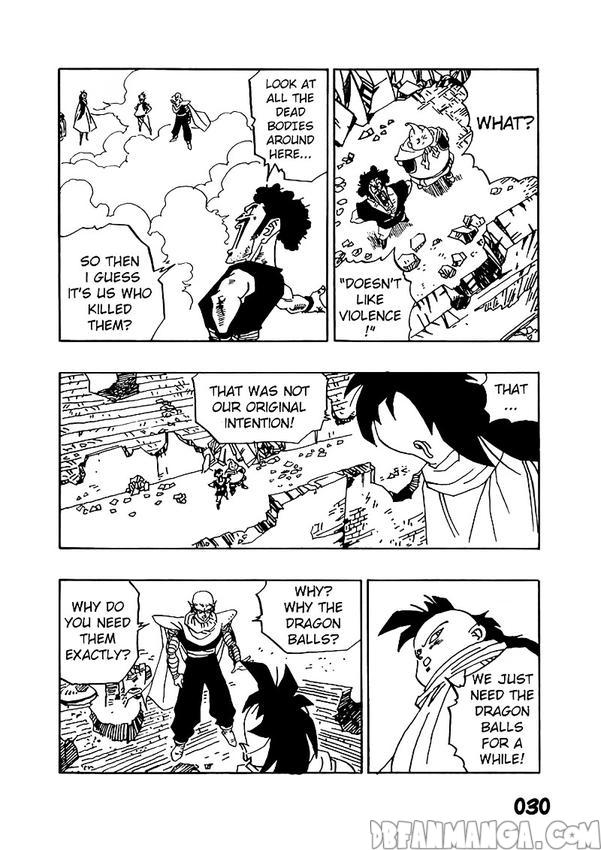 WHAT?
"DOESN'T
LIKE
VIOLENCE
!"
LOOK AT
ALL THE
DEAD
BODIES
AROUND
HERE...
SO THEN
I GUESS
IT'S US WHO
KILLED
THEM?
THAT
...
THAT WAS NOT
OUR ORIGINAL
INTENTION!
WE JUST
NEED THE
DRAGON
BALLS
FOR A
WHILE!
WHY?
WHY THE
DRAGON
BALLS?
WHY DO
YOU NEED
THEM
EXACTLY?
030
DBFANMANGA.COM